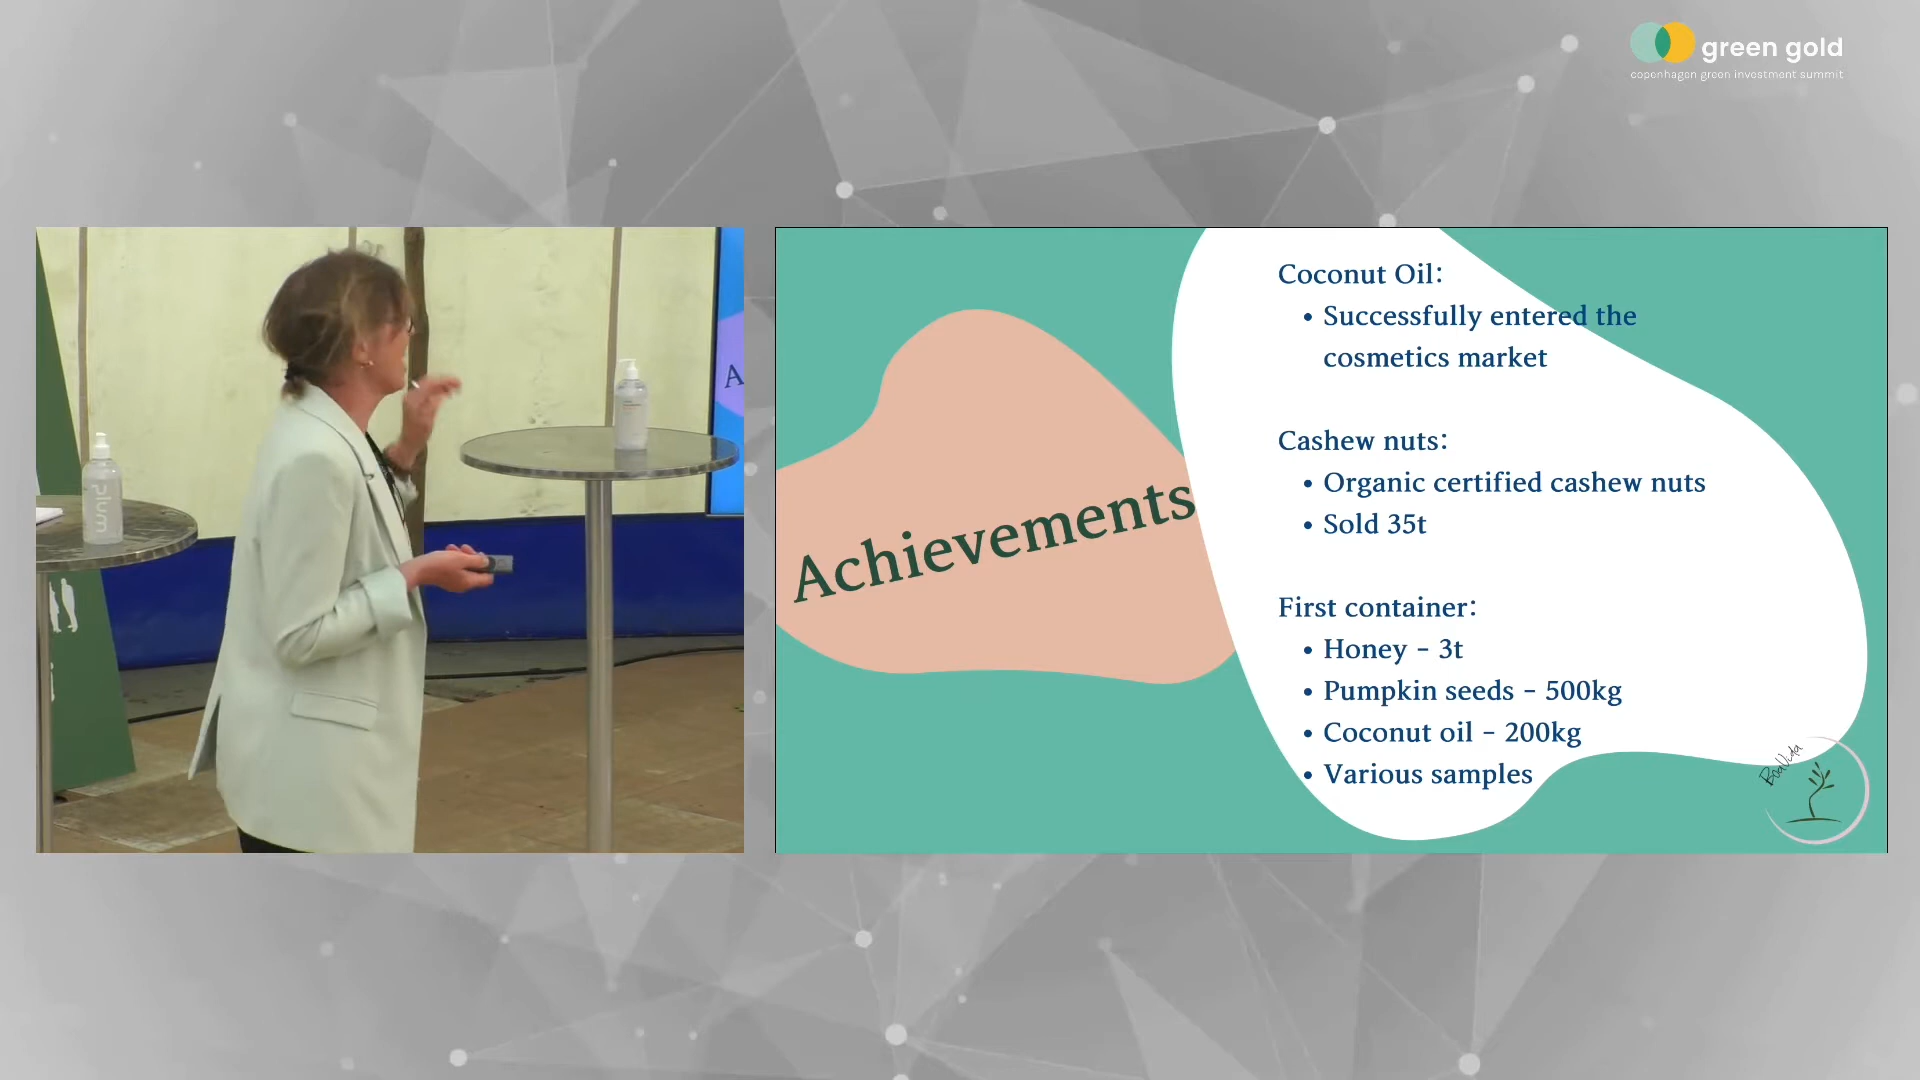 green gold
copenhagen green investment summit
plum
A
Achievements
Coconut Oil:
• Successfully entered the
cosmetics market
Cashew nuts:
• Organic certified cashew nuts
• Sold 35t
First container:
• Honey - 3t
• Pumpkin seeds - 500kg
• Coconut oil - 200kg
• Various samples
BoaVida